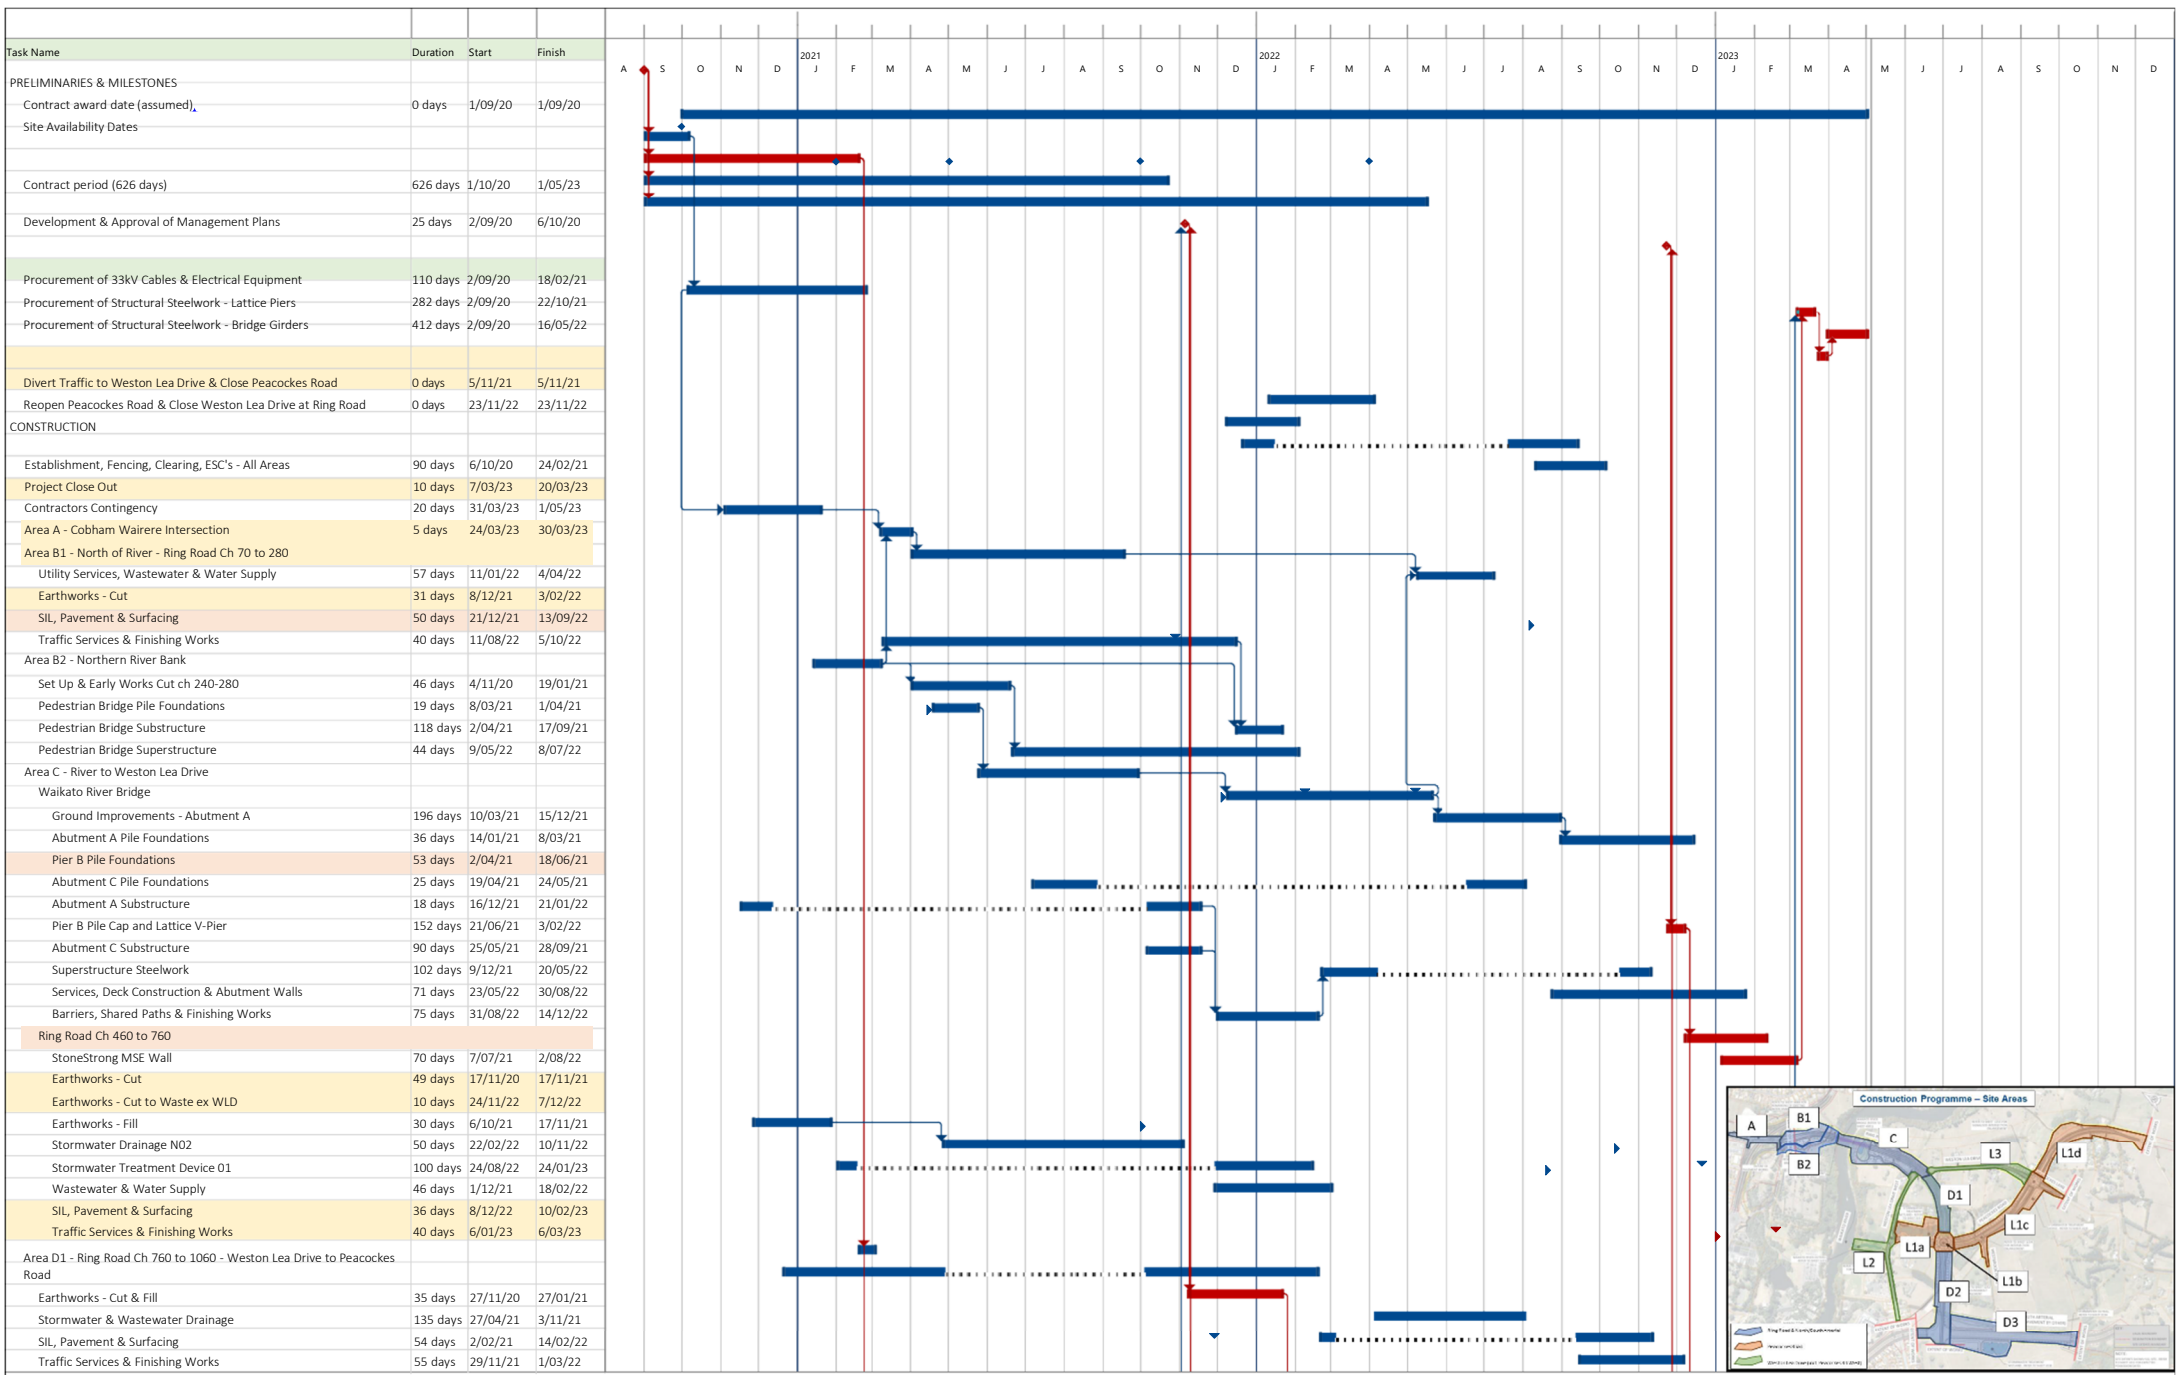 2021 2022 2023
Task Name Duration Start Finish
A S O N D J F M A M J J A S O N D J F M A M J J A S O N D J F M A M J J A S O N D
PRELIMINARIES & MILESTONES
Contract award date (assumed) 0 days 1/09/20 1/09/20
Site Availability Dates
Contract period (626 days) 626 days 1/10/20 1/05/23
Development & Approval of Management Plans 25 days 2/09/20 6/10/20
Procurement of 33kV Cables & Electrical Equipment 110 days 2/09/20 18/02/21
Procurement of Structural Steelwork - Lattice Piers 282 days 2/09/20 22/10/21
Procurement of Structural Steelwork - Bridge Girders 412 days 2/09/20 16/05/22
Divert Traffic to Weston Lea Drive & Close Peacockes Road 0 days 5/11/21 5/11/21
Reopen Peacockes Road & Close Weston Lea Drive at Ring Road 0 days 23/11/22 23/11/22
CONSTRUCTION
Establishment, Fencing, Clearing, ESC's - All Areas 90 days 6/10/20 24/02/21
Project Close Out 10 days 7/03/23 20/03/23
Contractors Contingency 20 days 31/03/23 1/05/23
Area A - Cobham Wairere Intersection 5 days 24/03/23 30/03/23
Area B1 - North of River - Ring Road Ch 70 to 280
Utility Services, Wastewater & Water Supply 57 days 11/01/22 4/04/22
Earthworks - Cut 31 days 8/12/21 3/02/22
SIL, Pavement & Surfacing 50 days 21/12/21 13/09/22
Traffic Services & Finishing Works 40 days 11/08/22 5/10/22
Area B2 - Northern River Bank
Set Up & Early Works Cut ch 240-280 46 days 4/11/20 19/01/21
Pedestrian Bridge Pile Foundations 19 days 8/03/21 1/04/21
Pedestrian Bridge Substructure 118 days 2/04/21 17/09/21
Pedestrian Bridge Superstructure 44 days 9/05/22 8/07/22
Area C - River to Weston Lea Drive
Waikato River Bridge
Ground Improvements - Abutment A 196 days 10/03/21 15/12/21
Abutment A Pile Foundations 36 days 14/01/21 8/03/21
Pier B Pile Foundations 53 days 2/04/21 18/06/21
Abutment C Pile Foundations 25 days 19/04/21 24/05/21
Abutment A Substructure 18 days 16/12/21 21/01/22
Pier B Pile Cap and Lattice V-Pier 152 days 21/06/21 3/02/22
Abutment C Substructure 90 days 25/05/21 28/09/21
Superstructure Steelwork 102 days 9/12/21 20/05/22
Services, Deck Construction & Abutment Walls 71 days 23/05/22 30/08/22
Barriers, Shared Paths & Finishing Works 75 days 31/08/22 14/12/22
Ring Road Ch 460 to 760
StoneStrong MSE Wall 70 days 7/07/21 2/08/22
Earthworks - Cut 49 days 17/11/20 17/11/21
Earthworks - Cut to Waste ex WLD 10 days 24/11/22 7/12/22
Earthworks - Fill 30 days 6/10/21 17/11/21
Stormwater Drainage N02 50 days 22/02/22 10/11/22
Stormwater Treatment Device 01 100 days 24/08/22 24/01/23
Wastewater & Water Supply 46 days 1/12/21 18/02/22
SIL, Pavement & Surfacing 36 days 8/12/22 10/02/23
Traffic Services & Finishing Works 40 days 6/01/23 6/03/23
Area D1 - Ring Road Ch 760 to 1060 - Weston Lea Drive to Peacockes
Road
Earthworks - Cut & Fill 35 days 27/11/20 27/01/21
Stormwater & Wastewater Drainage 135 days 27/04/21 3/11/21
SIL, Pavement & Surfacing 54 days 2/02/21 14/02/22
Traffic Services & Finishing Works 55 days 29/11/21 1/03/22
Construction Programme – Site Areas
A
B1
B2
C
L3
L1d
D1
L1c
L1a
L2
L1b
D2
D3